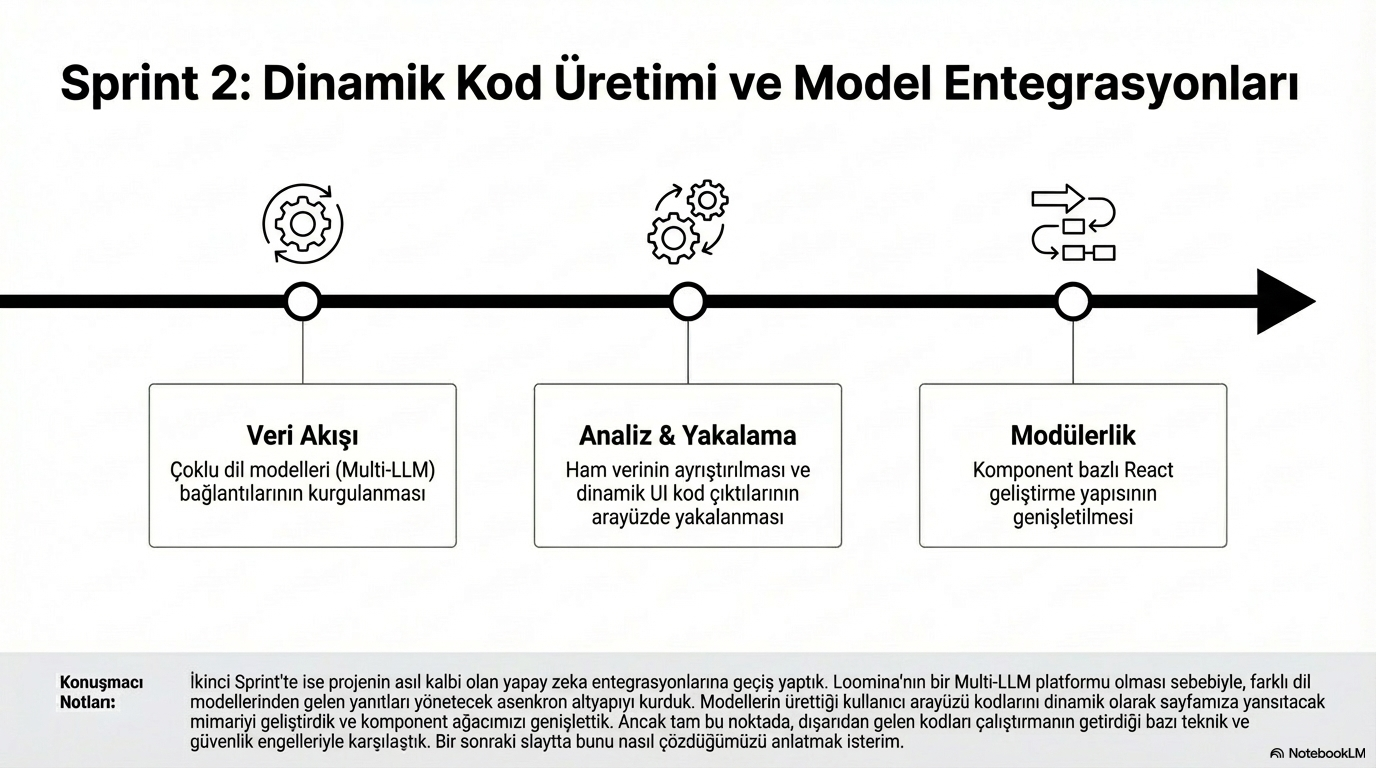 Sprint 2: Dinamik Kod Üretimi ve Model Entegrasyonları
Veri Akışı
Çoklu dil modelleri (Multi-LLM)
bağlantılarının kurgulanması
Analiz & Yakalama
Ham verinin ayrıştırılması ve
dinamik UI kod çıktılarının
arayüzde yakalanması
Modülerlik
Komponent bazlı React
geliştirme yapısının
genişletilmesi
Konuşmacı
Notları:
İkinci Sprint'te ise projenin asıl kalbi olan yapay zeka entegrasyonlarına geçiş yaptık. Loomina'nın bir Multi-LLM platformu olması sebebiyle, farklı dil
modellerinden gelen yanıtları yönetecek asenkron altyapıyı kurduk. Modellerin ürettiği kullanıcı arayüzü kodlarını dinamik olarak sayfamıza yansıtacak
mimariyi geliştirdik ve komponent ağacımızı genişlettik. Ancak tam bu noktada, dışarıdan gelen kodları çalıştırmanın getirdiği bazı teknik ve
güvenlik engelleriyle karşılaştık. Bir sonraki slaytta bunu nasıl çözdüğümüzü anlatmak isterim.
NotebookLM